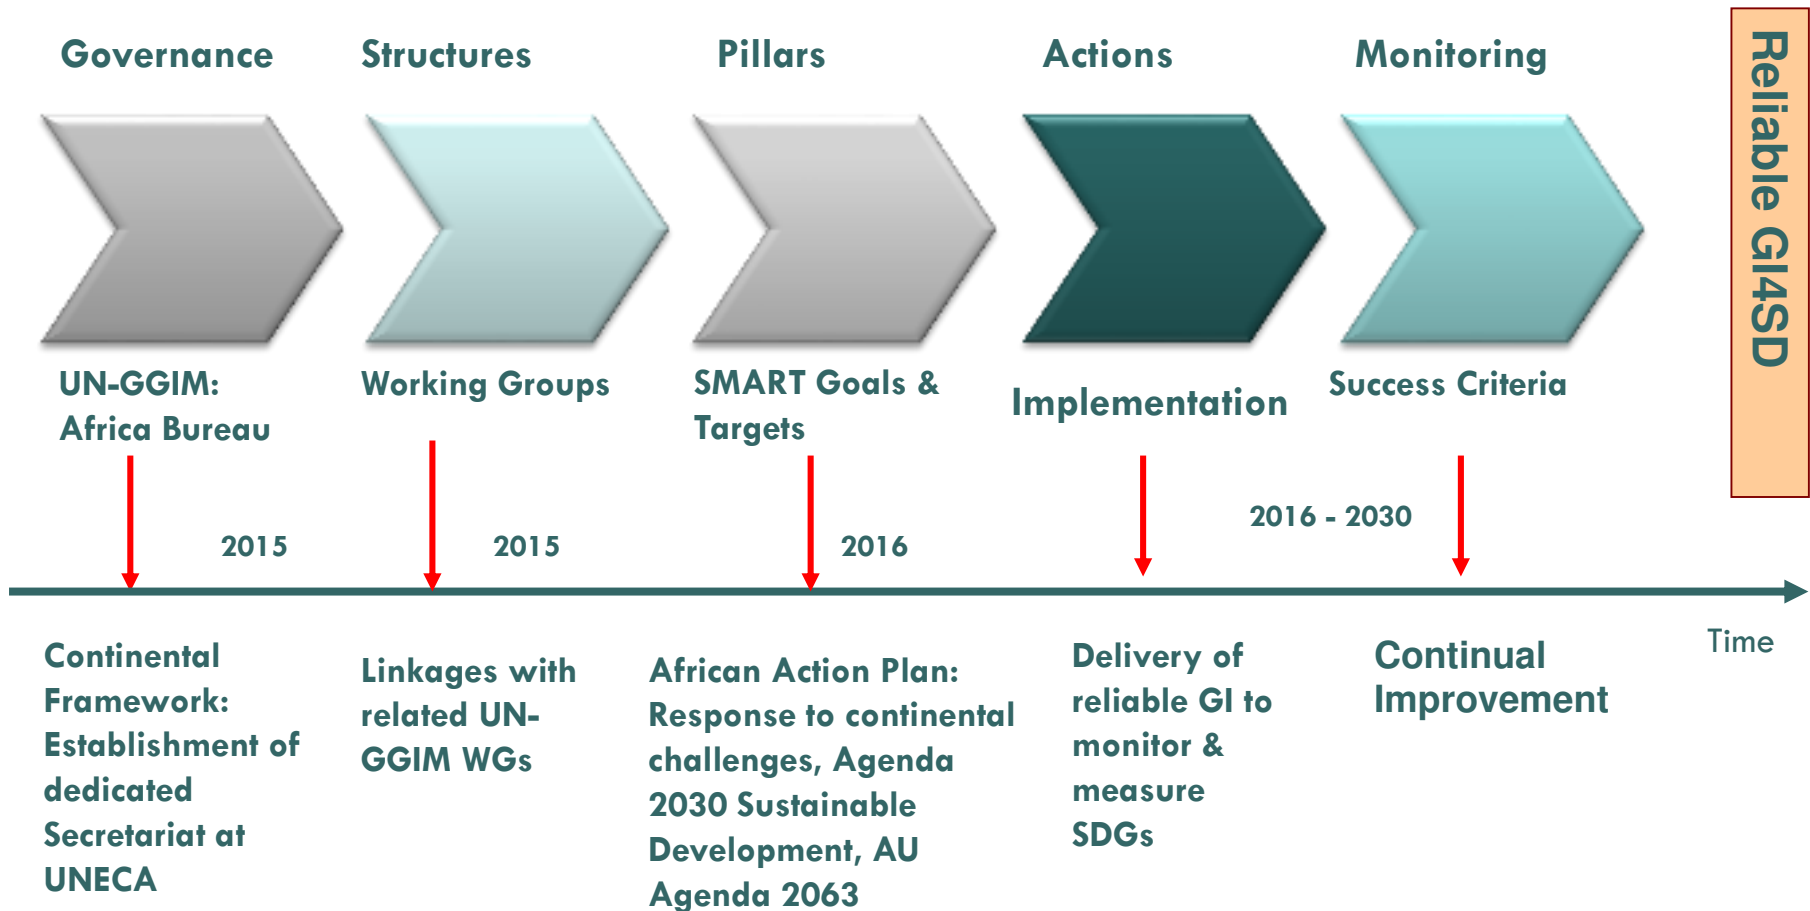 Governance
Structures
Pillars
Actions
Monitoring
Reliable GI4SD
UN-GGIM:
Africa Bureau
Working Groups
SMART Goals &
Targets
Implementation
Success Criteria
2015
2015
2016
2016 - 2030
Time
Continental
Framework:
Establishment of
dedicated
Secretariat at
UNECA
Linkages with
related UN-
GGIM WGs
African Action Plan:
Response to continental
challenges, Agenda
2030 Sustainable
Development, AU
Agenda 2063
Delivery of
reliable GI to
monitor &
measure
SDGs
Continual
Improvement